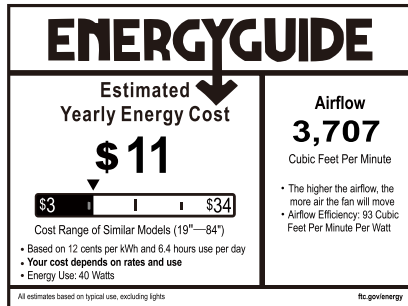 ENERGYGUIDE
Estimated
Yearly Energy Cost
$ 11
$3
$34
Cost Range of Similar Models (19"—84")
• Based on 12 cents per kWh and 6.4 hours use per day
• Your cost depends on rates and use
• Energy Use: 40 Watts
Airflow
3,707
Cubic Feet Per Minute
• The higher the airflow, the
more air the fan will move
• Airflow Efficiency: 93 Cubic
Feet Per Minute Per Watt
All estimates based on typical use, excluding lights
ftc.gov/energy